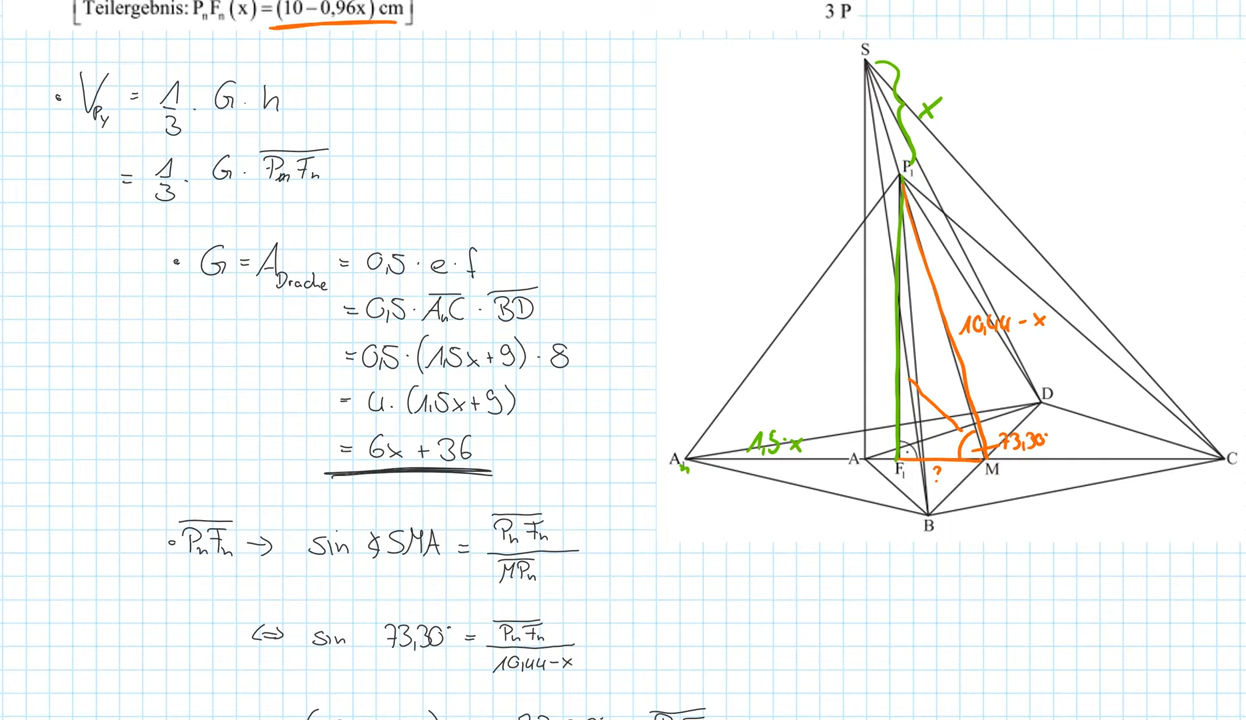 Teilergebnis: PₙFₙ (x) = (10 – 0,96x) cm
3 P
• V_Py = 1/3 · G · h
= 1/3 · G · PₙFₙ
• G = A_Drache = 0,5 · e · f
= 0,5 · AₙC · BD
= 0,5 · (1,5x + 9) · 8
= 4 · (1,5x + 9)
= 6x + 36
• PₙFₙ → sin ∢ SMA = PₙFₙ / MPₙ
⇔ sin 73,30° = PₙFₙ / 10,44 – x
S
x
P₁
10,44 – x
D
1,5·x
73,30°
Aₙ
A
F₁
?
M
C
B